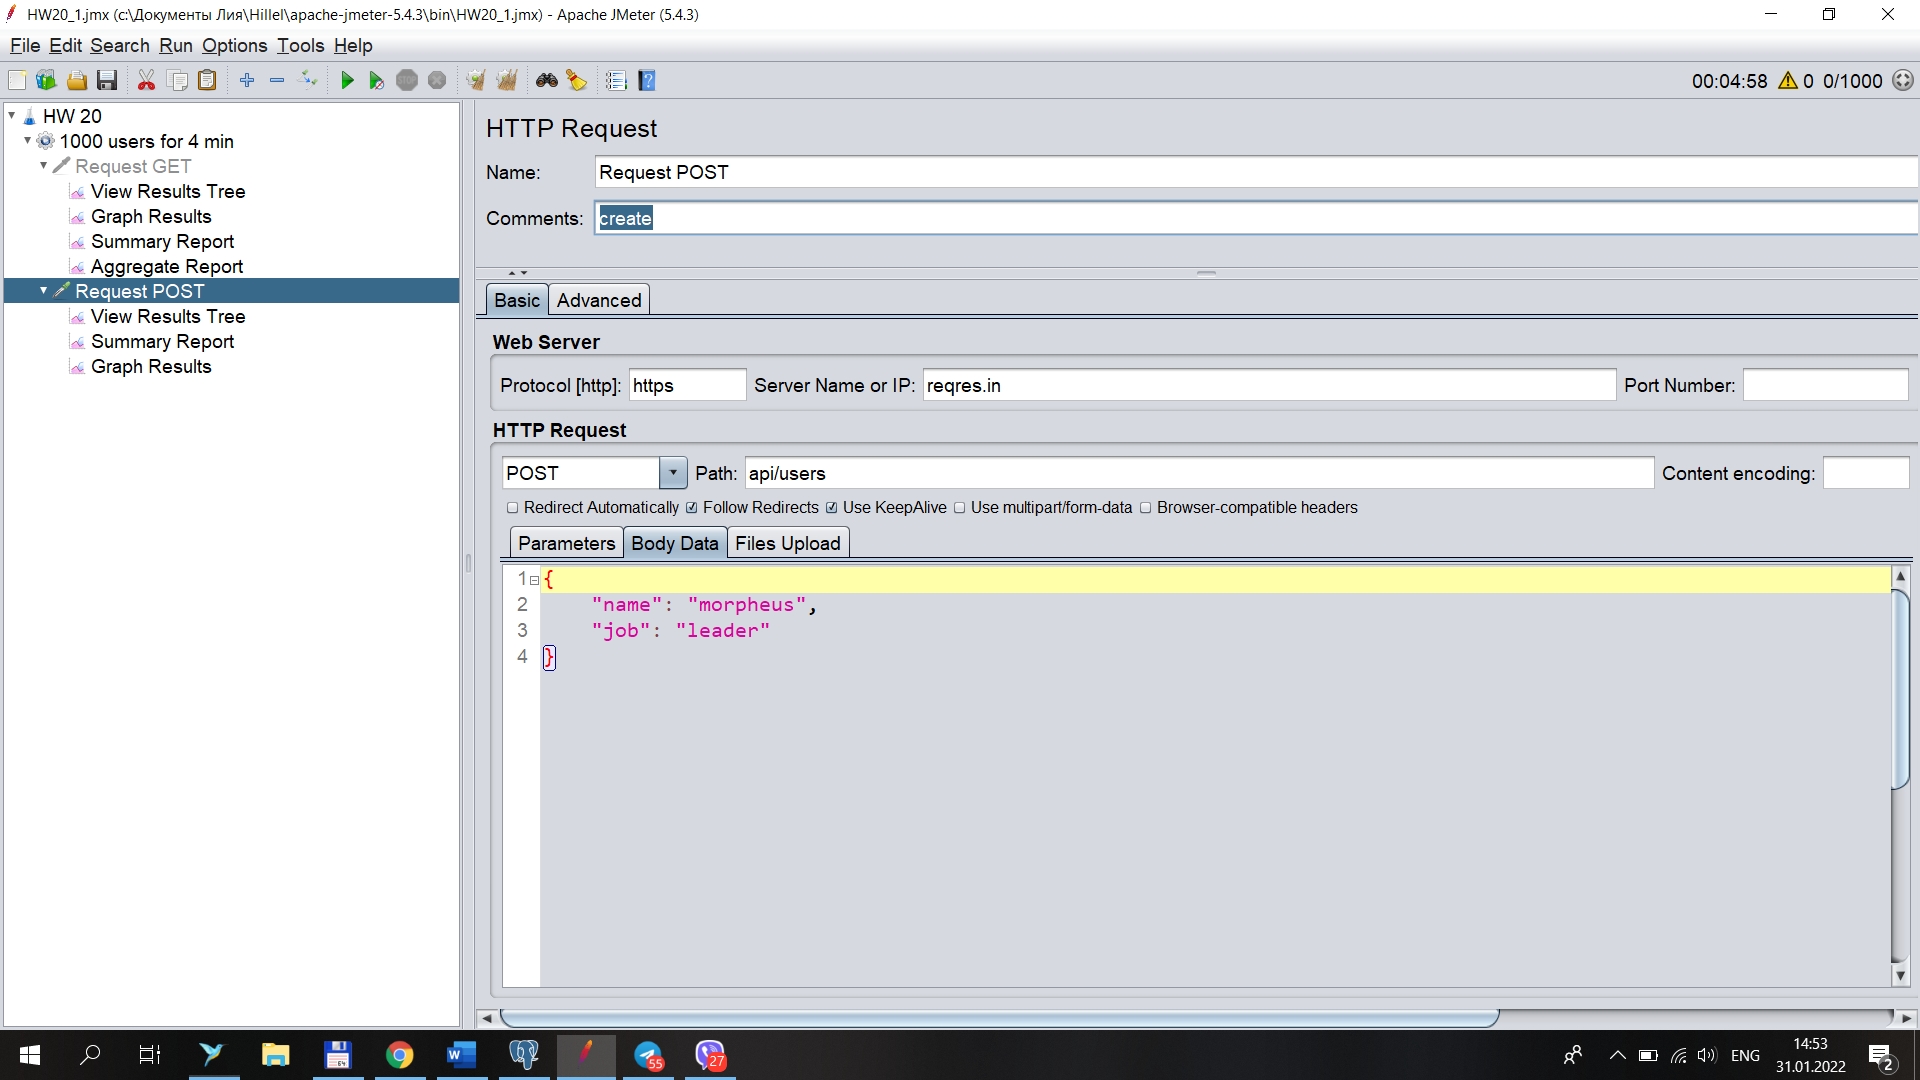 HW20_1.jmx (c:\Документы Лия\Hillel\apache-jmeter-5.4.3\bin\HW20_1.jmx) - Apache JMeter (5.4.3)
File Edit Search Run Options Tools Help
STOP
00:04:58 0 0/1000
HW 20
1000 users for 4 min
Request GET
View Results Tree
Graph Results
Summary Report
Aggregate Report
Request POST
View Results Tree
Summary Report
Graph Results
HTTP Request
Name: Request POST
Comments: create
Basic Advanced
Web Server
Protocol [http]: https Server Name or IP: reqres.in Port Number:
HTTP Request
POST Path: api/users Content encoding:
Redirect Automatically Follow Redirects Use KeepAlive Use multipart/form-data Browser-compatible headers
Parameters Body Data Files Upload
1 {
2 "name": "morpheus",
3 "job": "leader"
4 }
64 W 55 27 ENG 14:53
31.01.2022 2